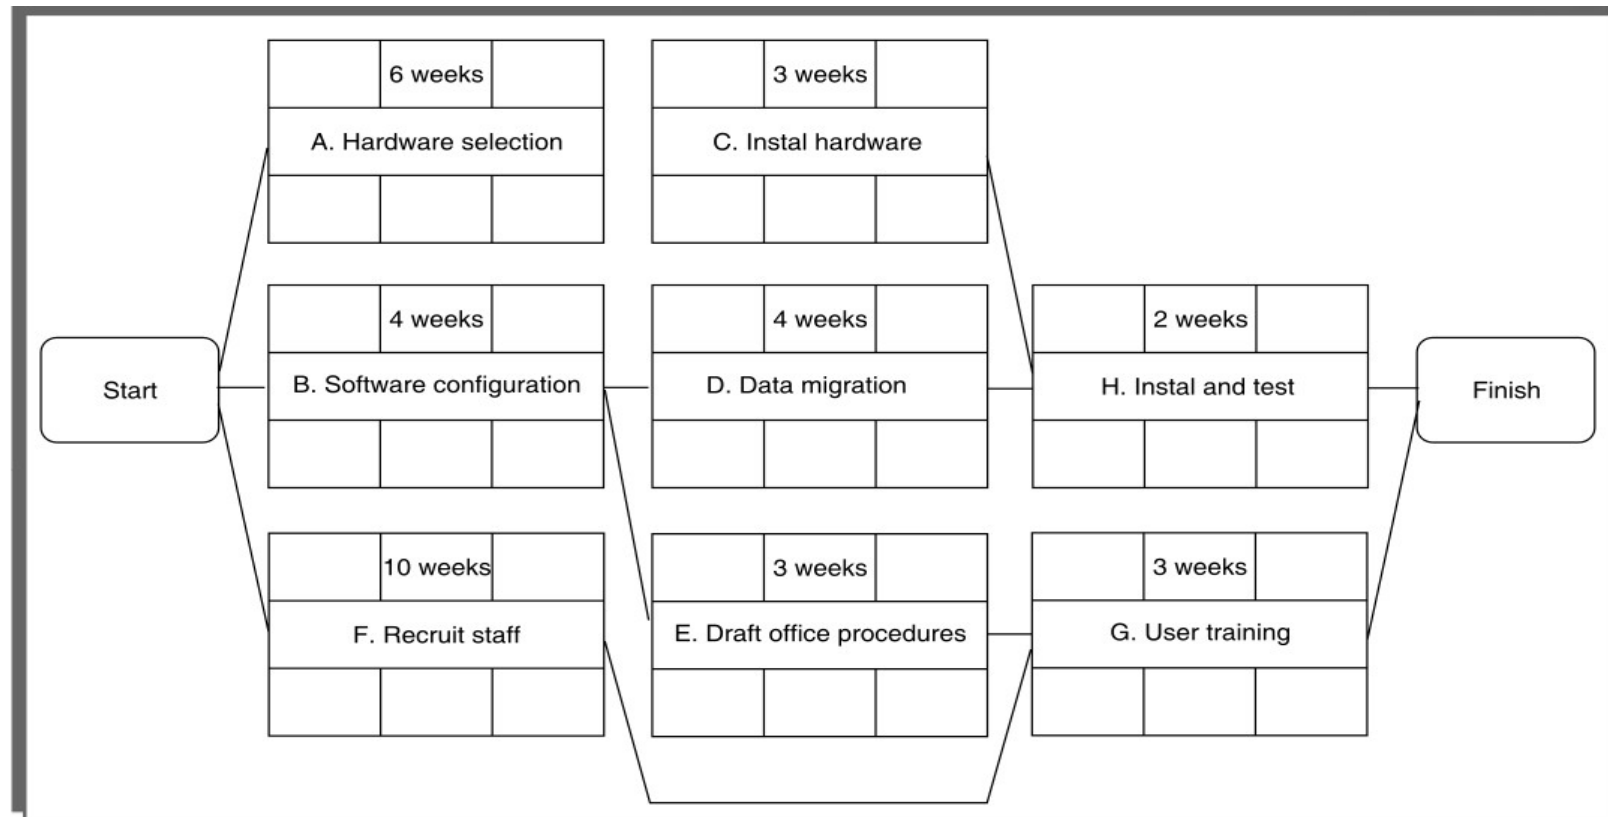 6 weeks
A. Hardware selection
3 weeks
C. Instal hardware
Start
4 weeks
B. Software configuration
4 weeks
D. Data migration
2 weeks
H. Instal and test
Finish
10 weeks
F. Recruit staff
3 weeks
E. Draft office procedures
3 weeks
G. User training